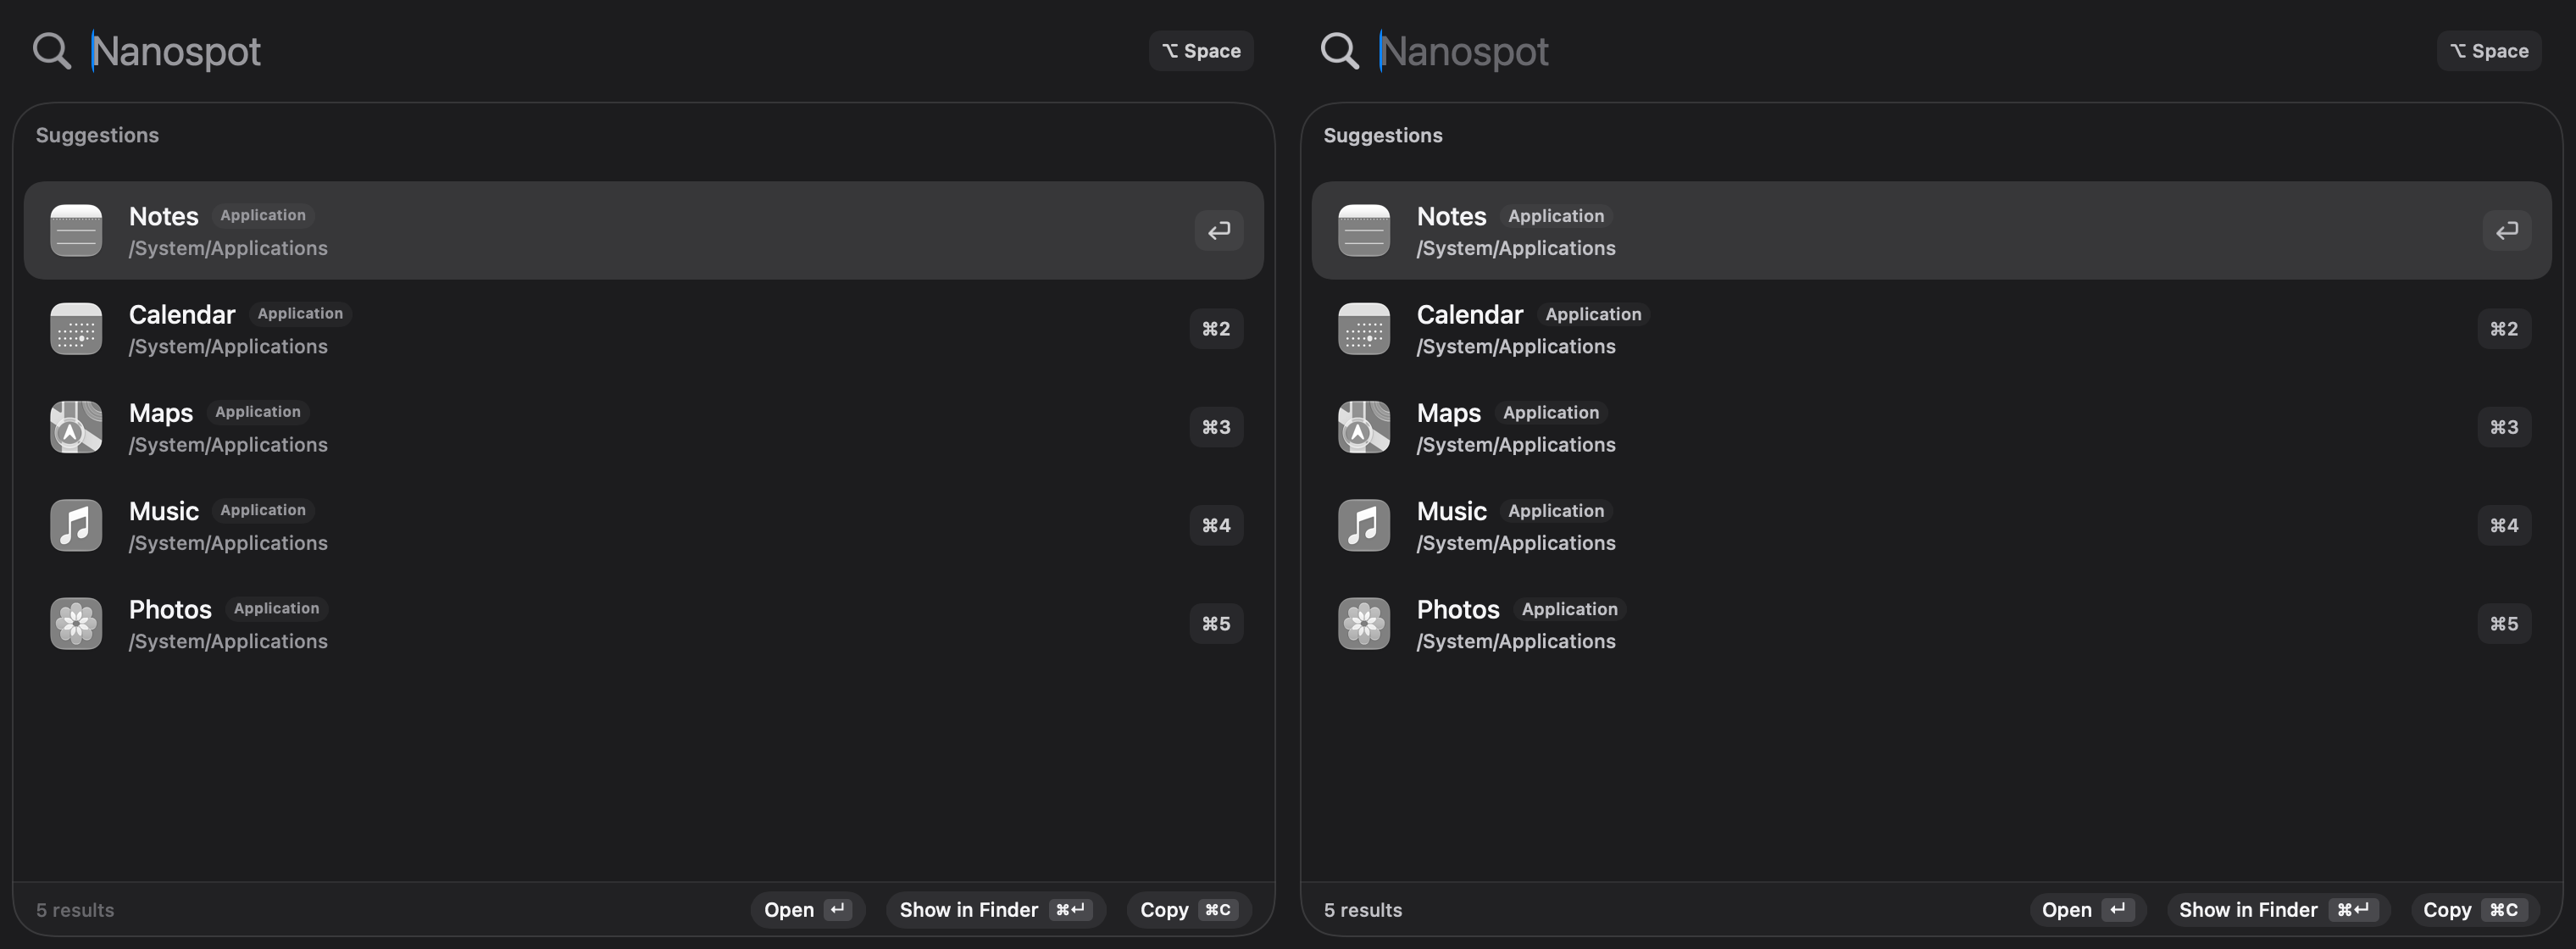 Nanospot ⌥ Space
Suggestions
Notes Application
/System/Applications
Calendar Application ⌘2
/System/Applications
Maps Application ⌘3
/System/Applications
Music Application ⌘4
/System/Applications
Photos Application ⌘5
/System/Applications
5 results Open ↵ Show in Finder ⌘↵ Copy ⌘C
Nanospot ⌥ Space
Suggestions
Notes Application
/System/Applications
Calendar Application ⌘2
/System/Applications
Maps Application ⌘3
/System/Applications
Music Application ⌘4
/System/Applications
Photos Application ⌘5
/System/Applications
5 results Open ↵ Show in Finder ⌘↵ Copy ⌘C